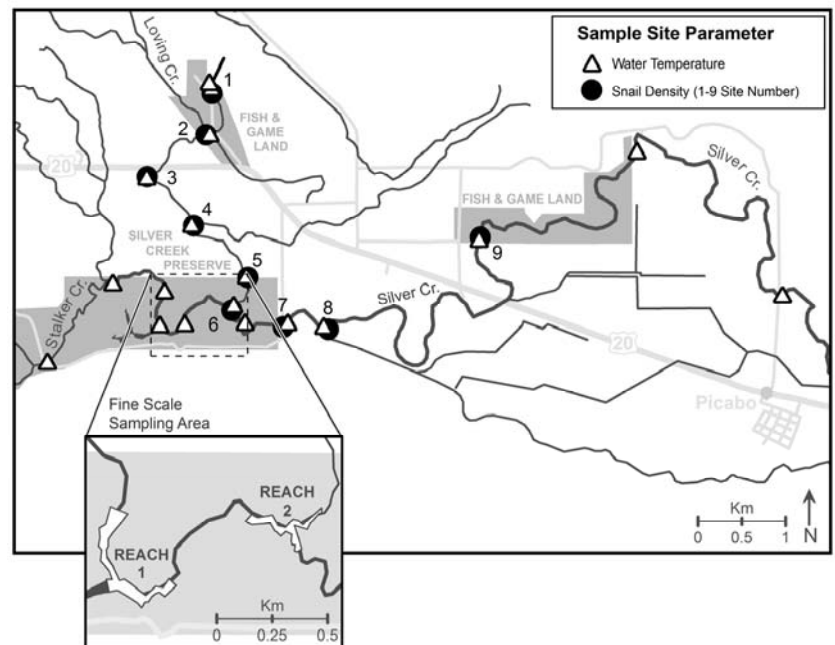 Sample Site Parameter
Water Temperature
Snail Density (1-9 Site Number)
Loving Cr.
1
2
FISH &
GAME
LAND
20
3
4
SILVER
CREEK
PRESERVE
5
Stalker Cr.
6
7
8
Silver Cr.
9
FISH & GAME LAND
Silver Cr.
20
Picabo
Fine Scale
Sampling Area
Km
0 0.5 1
N
REACH
1
REACH
2
Km
0 0.25 0.5